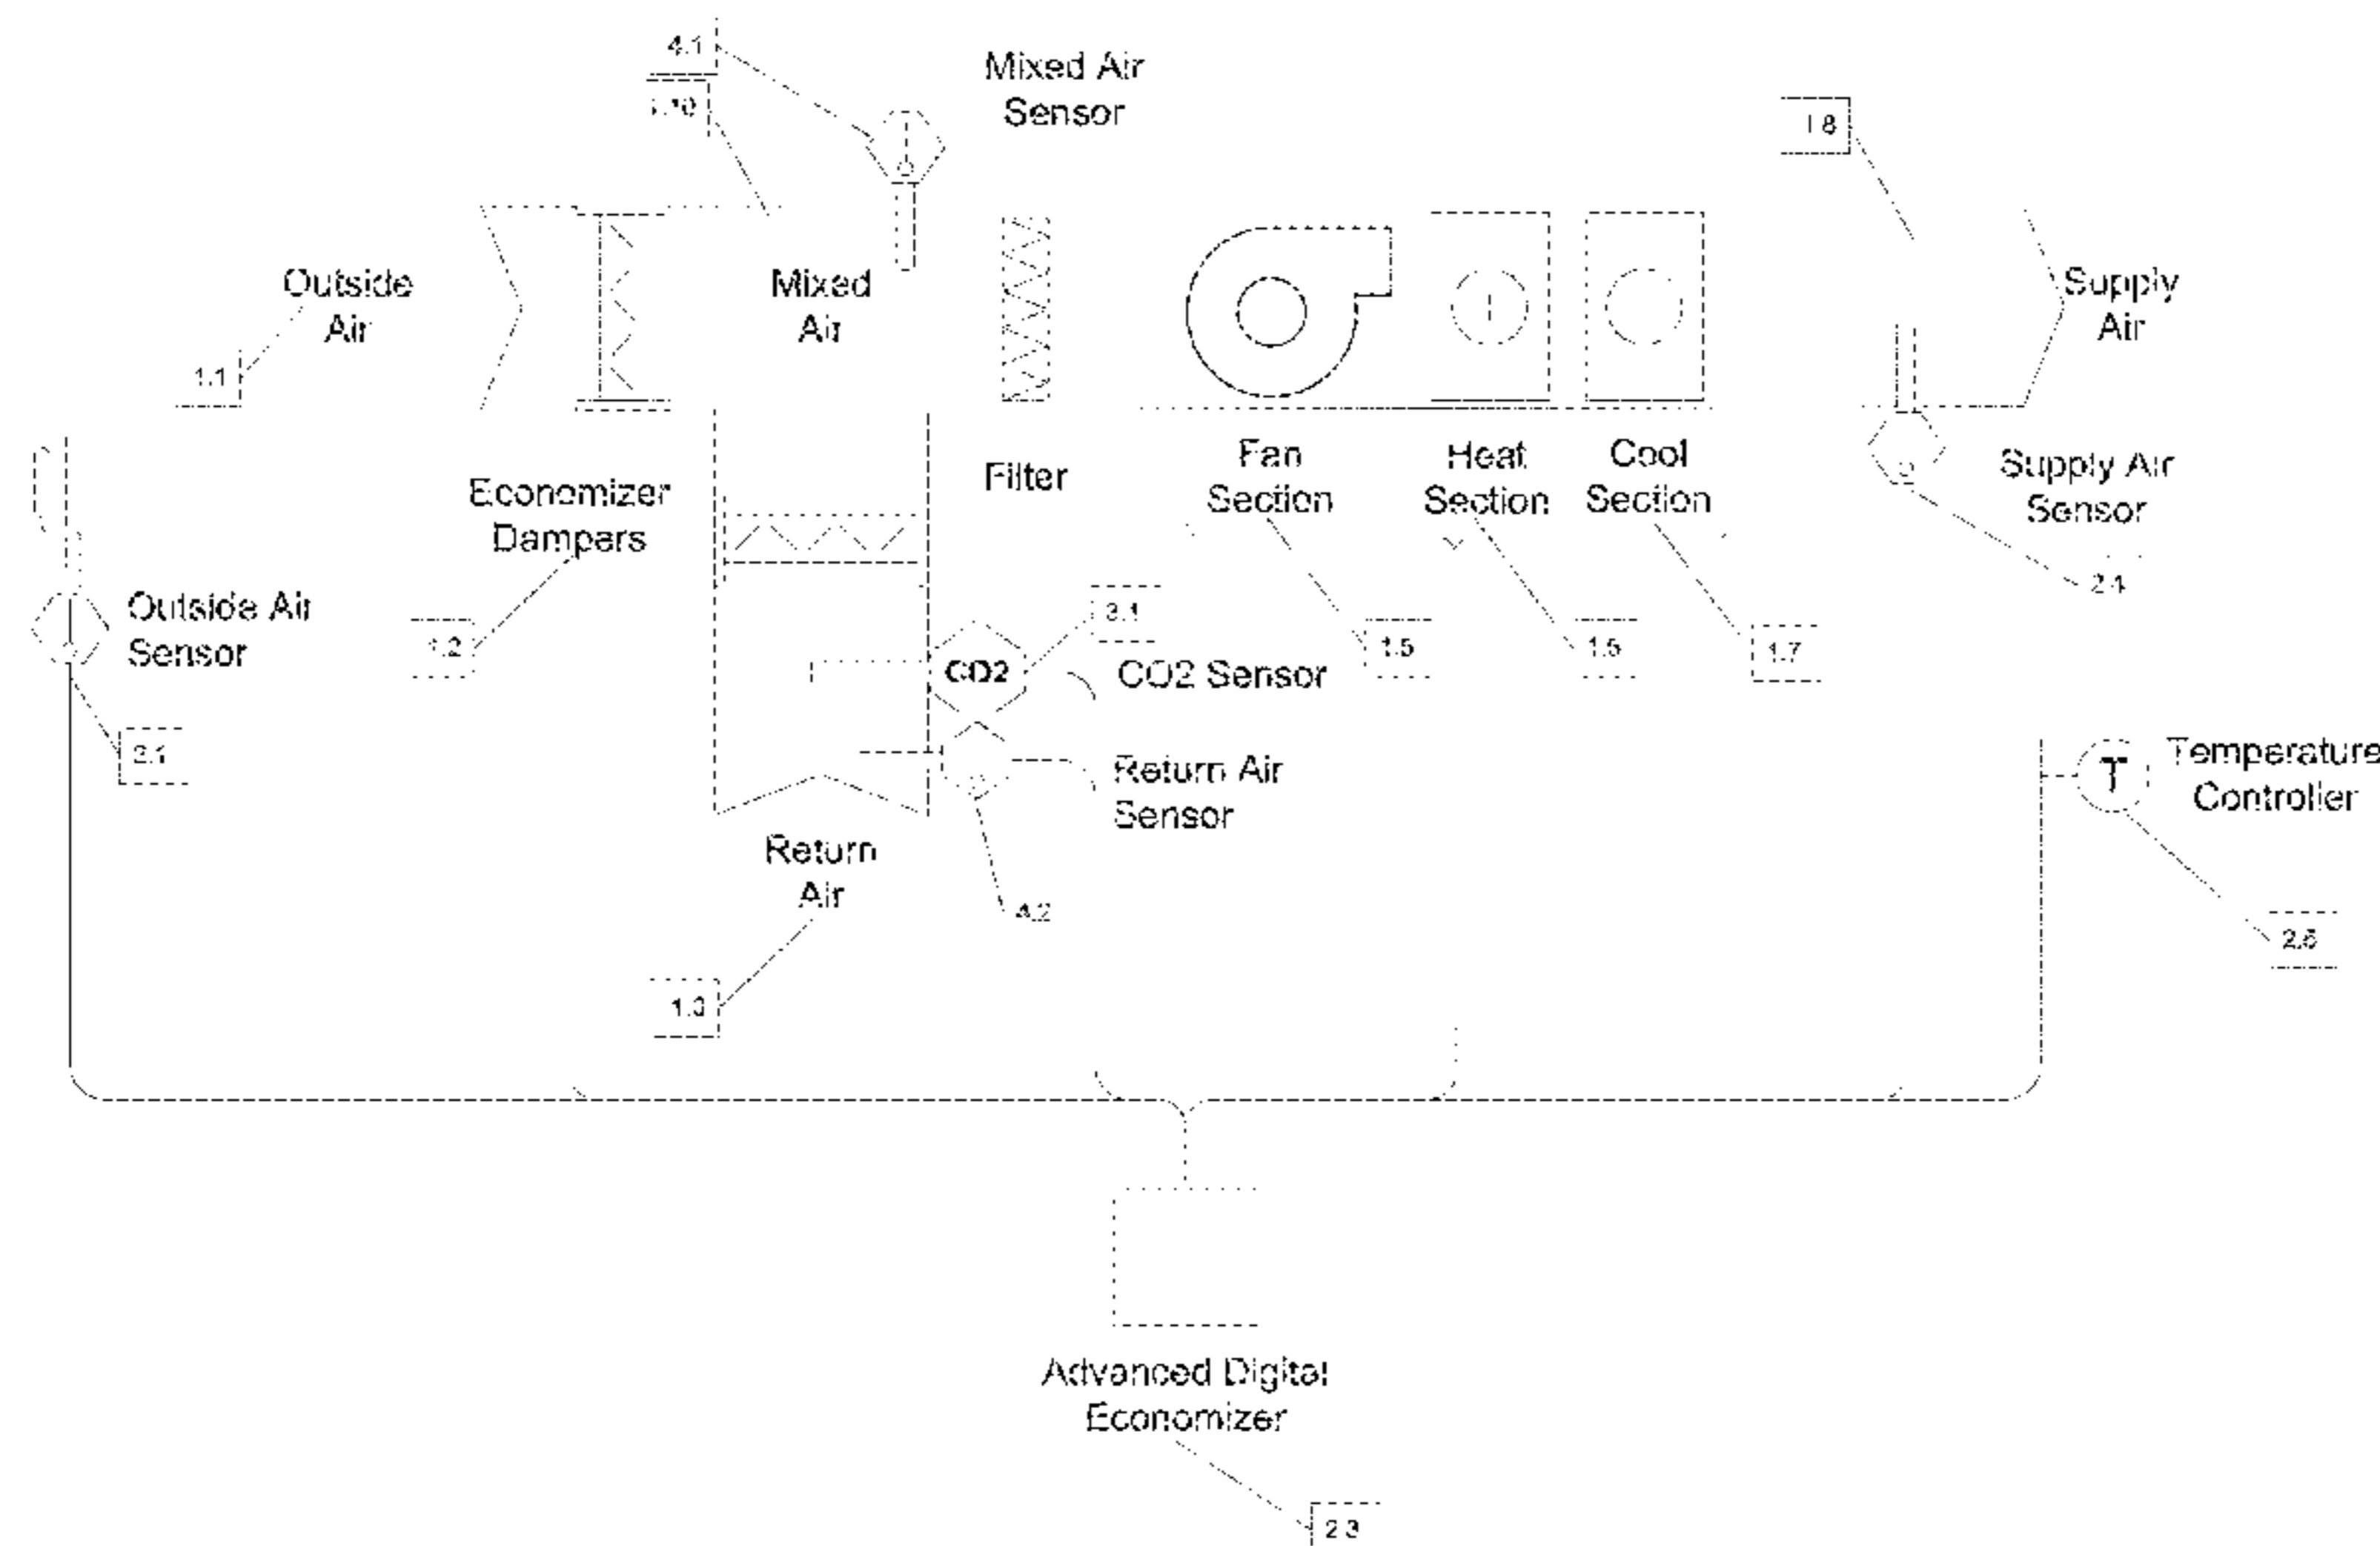 4.1
Mixed Air
Sensor
1.8
Outside
Air
Mixed
Air
Supply
Air
1.1
Economizer
Dampers
Filter
Fan
Section
Heat
Section
Cool
Section
Supply Air
Sensor
Outside Air
Sensor
1.2
3.1
1.5
1.7
CO2
CO2 Sensor
Return Air
Sensor
Temperature
Controller
T
Return
Air
4.2
1.3
Advanced Digital
Economizer
2.3